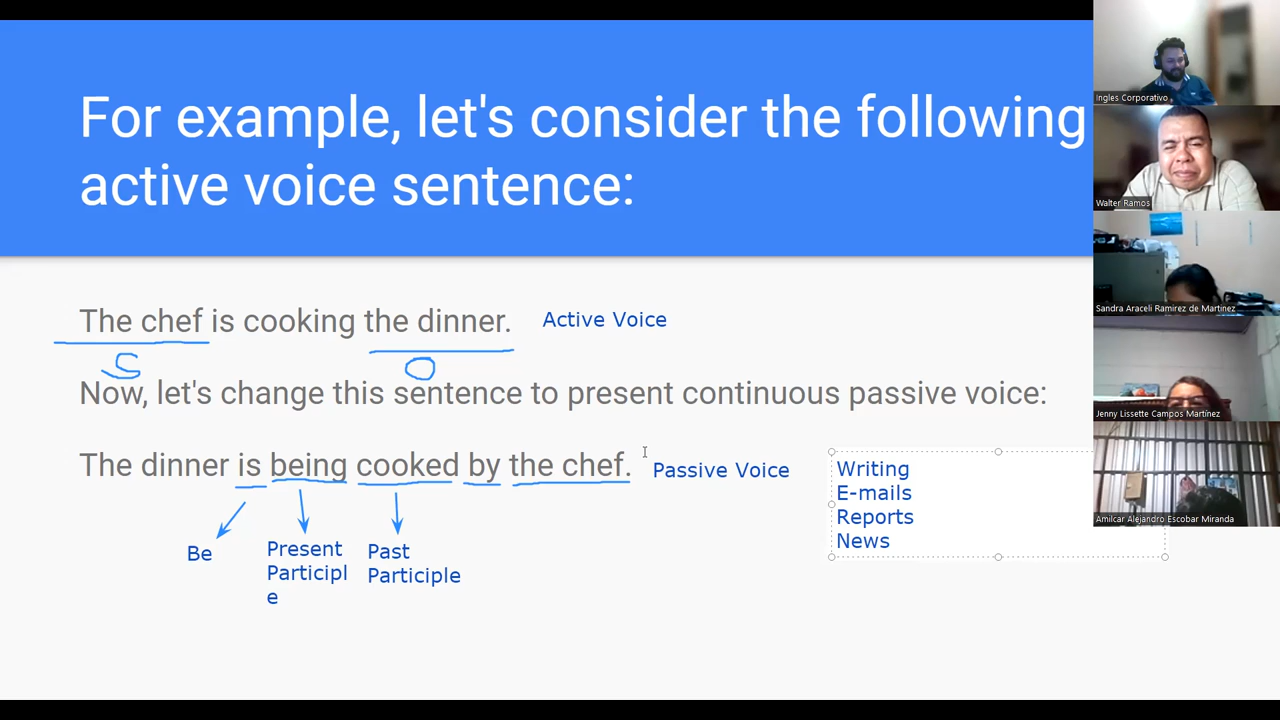 For example, let's consider the following
active voice sentence:
The chef is cooking the dinner. Active Voice
S O
Now, let's change this sentence to present continuous passive voice:
The dinner is being cooked by the chef. Passive Voice
Be
Present
Participl
e
Past
Participle
Writing
E-mails
Reports
News
Ingles Corporativo
Walter Ramos
Sandra Araceli Ramirez de Martinez
Jenny Lissette Campos Martínez
Amilcar Alejandro Escobar Miranda